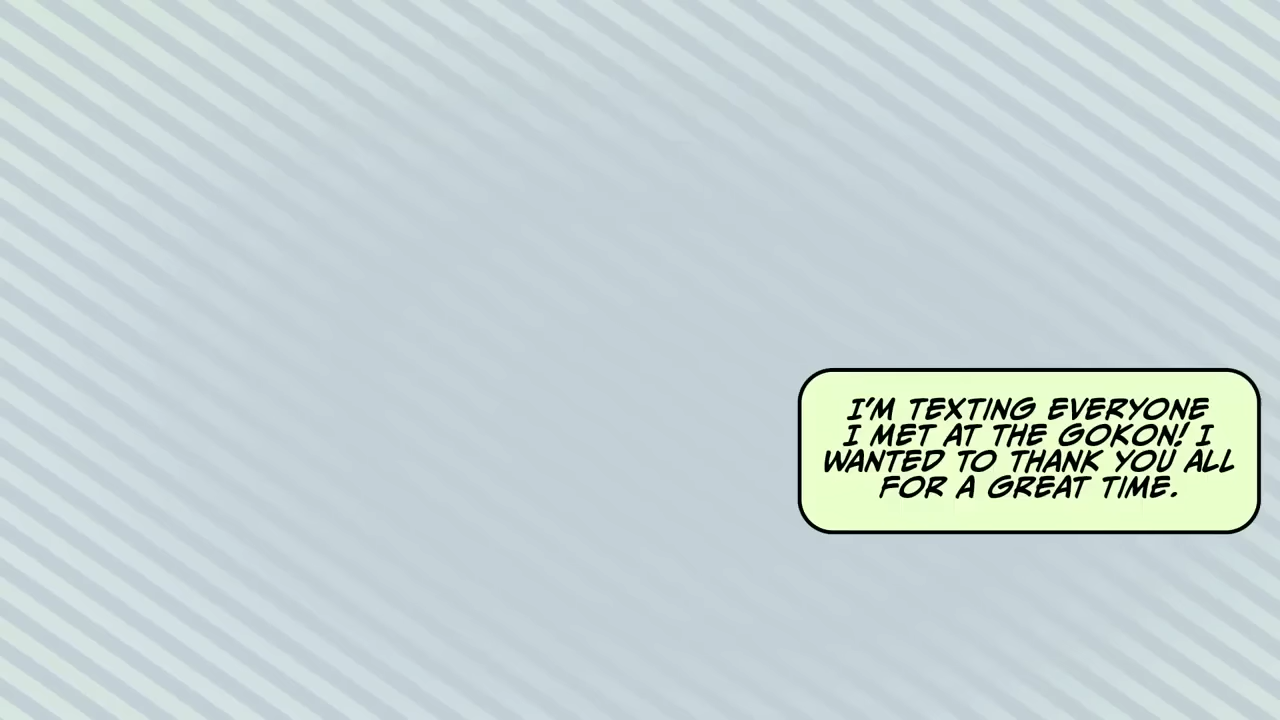 I'M TEXTING EVERYONE
I MET AT THE GOKON! I
WANTED TO THANK YOU ALL
FOR A GREAT TIME.